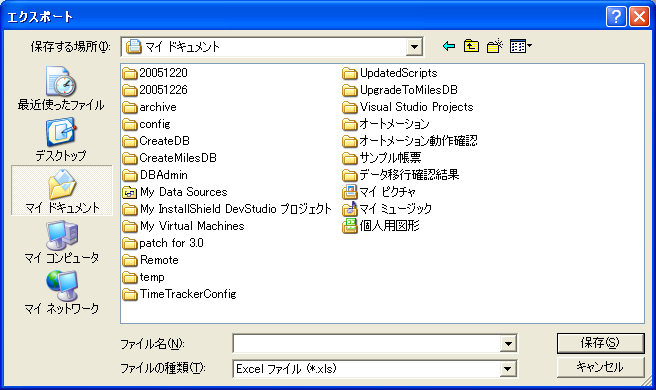 エクスポート
保存する場所(I):
マイ ドキュメント
最近使ったファイル
デスクトップ
マイ ドキュメント
マイ コンピュータ
マイ ネットワーク
20051220
20051226
archive
config
CreateDB
CreateMilesDB
DBAdmin
My Data Sources
My InstallShield DevStudio プロジェクト
My Virtual Machines
patch for 3.0
Remote
temp
TimeTrackerConfig
UpdatedScripts
UpgradeToMilesDB
Visual Studio Projects
オートメーション
オートメーション動作確認
サンプル帳票
データ移行確認結果
マイ ピクチャ
マイ ミュージック
個人用図形
ファイル名(N):
保存(S)
ファイルの種類(T):
Excel ファイル (*.xls)
キャンセル